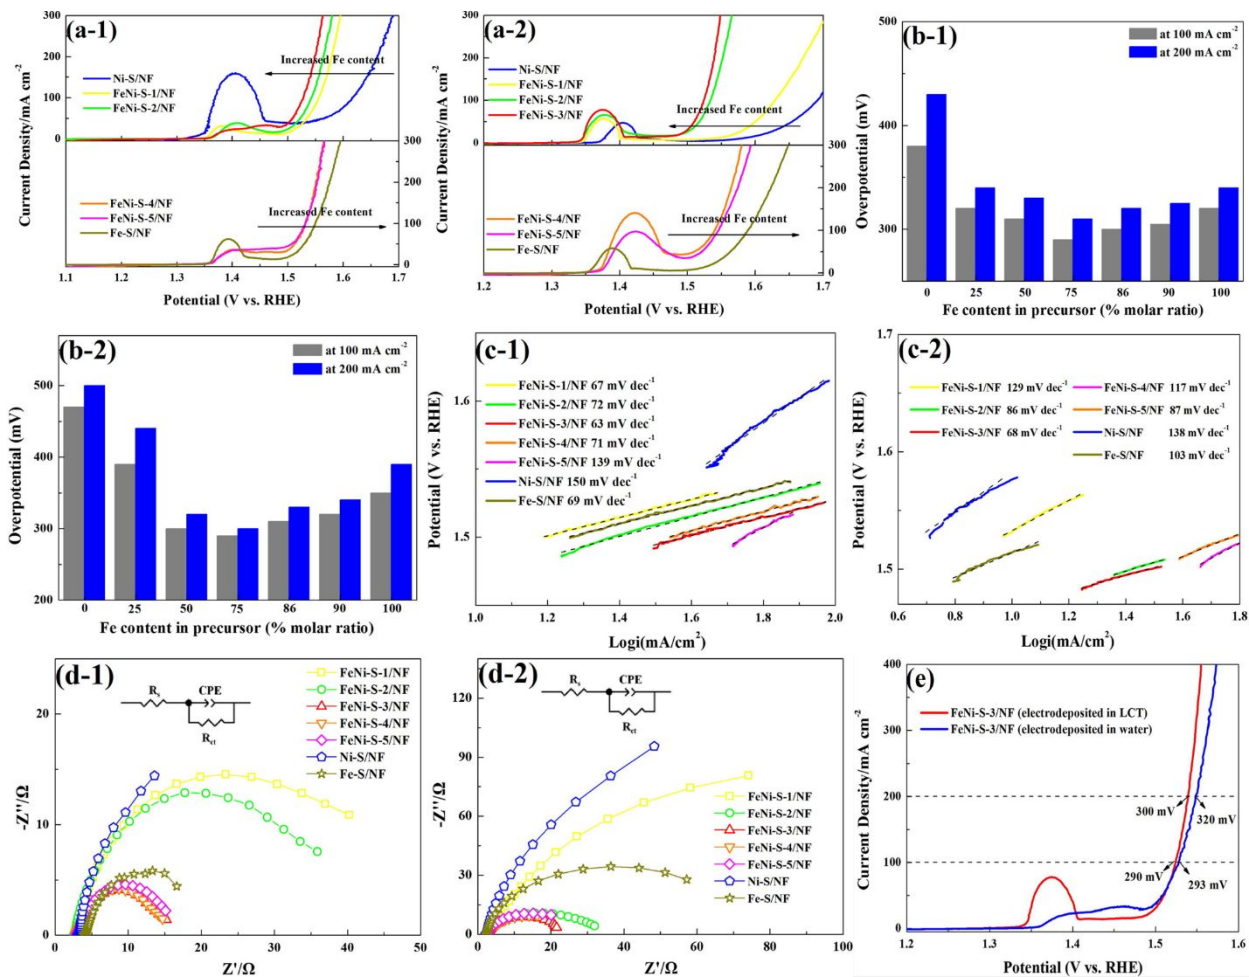 (a-1)
300
250
200
150
100
50
0
Ni-S/NF
FeNi-S-1/NF
FeNi-S-2/NF
FeNi-S-3/NF
Increased Fe content
300
200
100
0
FeNi-S-4/NF
FeNi-S-5/NF
Fe-S/NF
Increased Fe content
1.1 1.2 1.3 1.4 1.5 1.6 1.7
Current Density/mA cm⁻²
Potential (V vs. RHE)
(a-2)
300
200
100
0
Ni-S/NF
FeNi-S-1/NF
FeNi-S-2/NF
FeNi-S-3/NF
Increased Fe content
300
200
100
0
FeNi-S-4/NF
FeNi-S-5/NF
Fe-S/NF
Increased Fe content
1.2 1.3 1.4 1.5 1.6 1.7
Current Density/mA cm⁻²
Potential (V vs. RHE)
(b-1)
at 100 mA cm⁻²
at 200 mA cm⁻²
500
400
300
0 25 50 75 86 90 100
Overpotential (mV)
Fe content in precursor (% molar ratio)
(b-2)
at 100 mA cm⁻²
at 200 mA cm⁻²
500
400
300
200
0 25 50 75 86 90 100
Overpotential (mV)
Fe content in precursor (% molar ratio)
(c-1)
FeNi-S-1/NF 67 mV dec⁻¹
FeNi-S-2/NF 72 mV dec⁻¹
FeNi-S-3/NF 63 mV dec⁻¹
FeNi-S-4/NF 71 mV dec⁻¹
FeNi-S-5/NF 139 mV dec⁻¹
Ni-S/NF 150 mV dec⁻¹
Fe-S/NF 69 mV dec⁻¹
1.6
1.5
1.0 1.2 1.4 1.6 1.8 2.0
Potential (V vs. RHE)
Logi(mA/cm²)
(c-2)
FeNi-S-1/NF 129 mV dec⁻¹
FeNi-S-2/NF 86 mV dec⁻¹
FeNi-S-3/NF 68 mV dec⁻¹
FeNi-S-4/NF 117 mV dec⁻¹
FeNi-S-5/NF 87 mV dec⁻¹
Ni-S/NF 138 mV dec⁻¹
Fe-S/NF 103 mV dec⁻¹
1.7
1.6
1.5
0.6 0.8 1.0 1.2 1.4 1.6 1.8
Potential (V vs. RHE)
Logi(mA/cm²)
(d-1)
Rs
CPE
Rct
FeNi-S-1/NF
FeNi-S-2/NF
FeNi-S-3/NF
FeNi-S-4/NF
FeNi-S-5/NF
Ni-S/NF
Fe-S/NF
20
10
0
0 10 20 30 40 50
-Z''/Ω
Z'/Ω
(d-2)
Rs
CPE
Rct
FeNi-S-1/NF
FeNi-S-2/NF
FeNi-S-3/NF
FeNi-S-4/NF
FeNi-S-5/NF
Ni-S/NF
Fe-S/NF
120
90
60
30
0
0 20 40 60 80 100
-Z''/Ω
Z'/Ω
(e)
FeNi-S-3/NF (electrodeposited in LCT)
FeNi-S-3/NF (electrodeposited in water)
400
300
200
100
0
300 mV
320 mV
290 mV
293 mV
1.2 1.3 1.4 1.5 1.6
Current Density/mA cm⁻²
Potential (V vs. RHE)